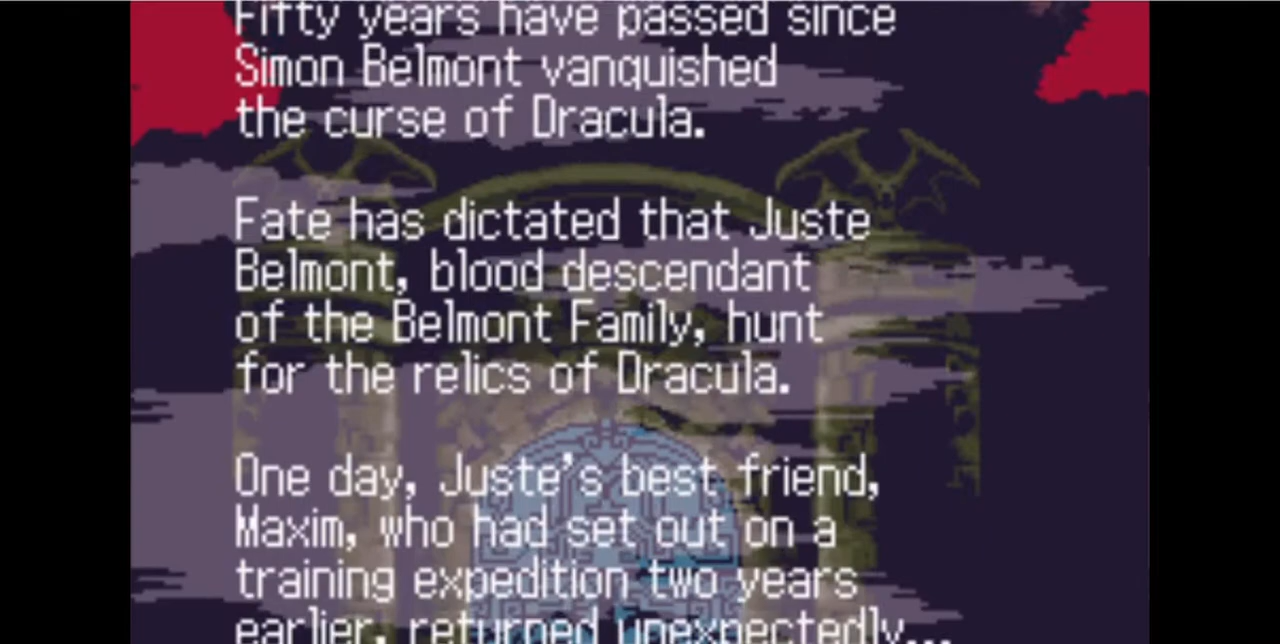 Fifty years have passed since
Simon Belmont vanquished
the curse of Dracula.
Fate has dictated that Juste
Belmont, blood descendant
of the Belmont Family, hunt
for the relics of Dracula.
One day, Juste's best friend,
Maxim, who had set out on a
training expedition two years
earlier, returned unexpectedly...